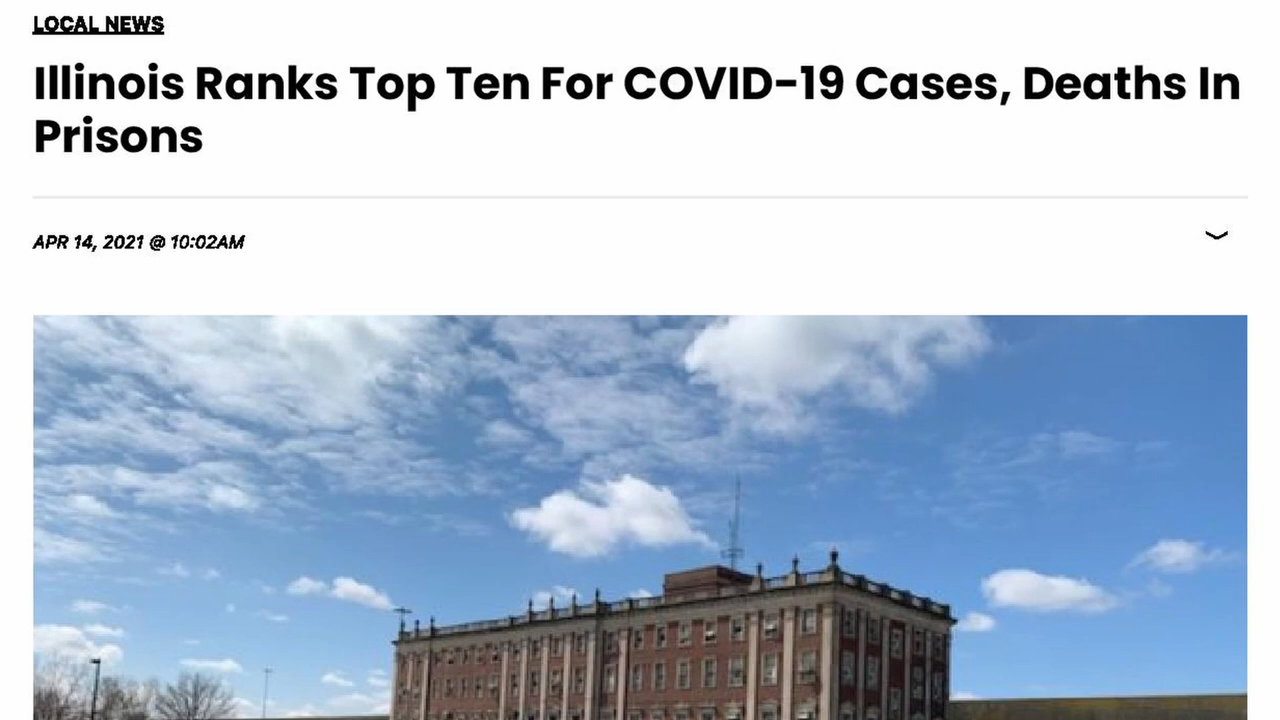 LOCAL NEWS
Illinois Ranks Top Ten For COVID-19 Cases, Deaths In
Prisons
APR 14, 2021 @ 10:02AM